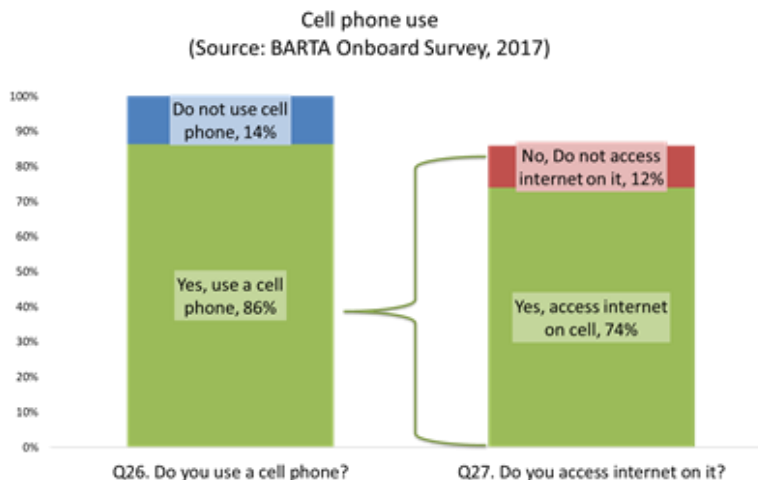 Cell phone use
(Source: BARTA Onboard Survey, 2017)
100%
90%
80%
70%
60%
50%
40%
30%
20%
10%
0%
Do not use cell
phone, 14%
Yes, use a cell
phone, 86%
No, Do not access
internet on it, 12%
Yes, access internet
on cell, 74%
Q26. Do you use a cell phone?
Q27. Do you access internet on it?